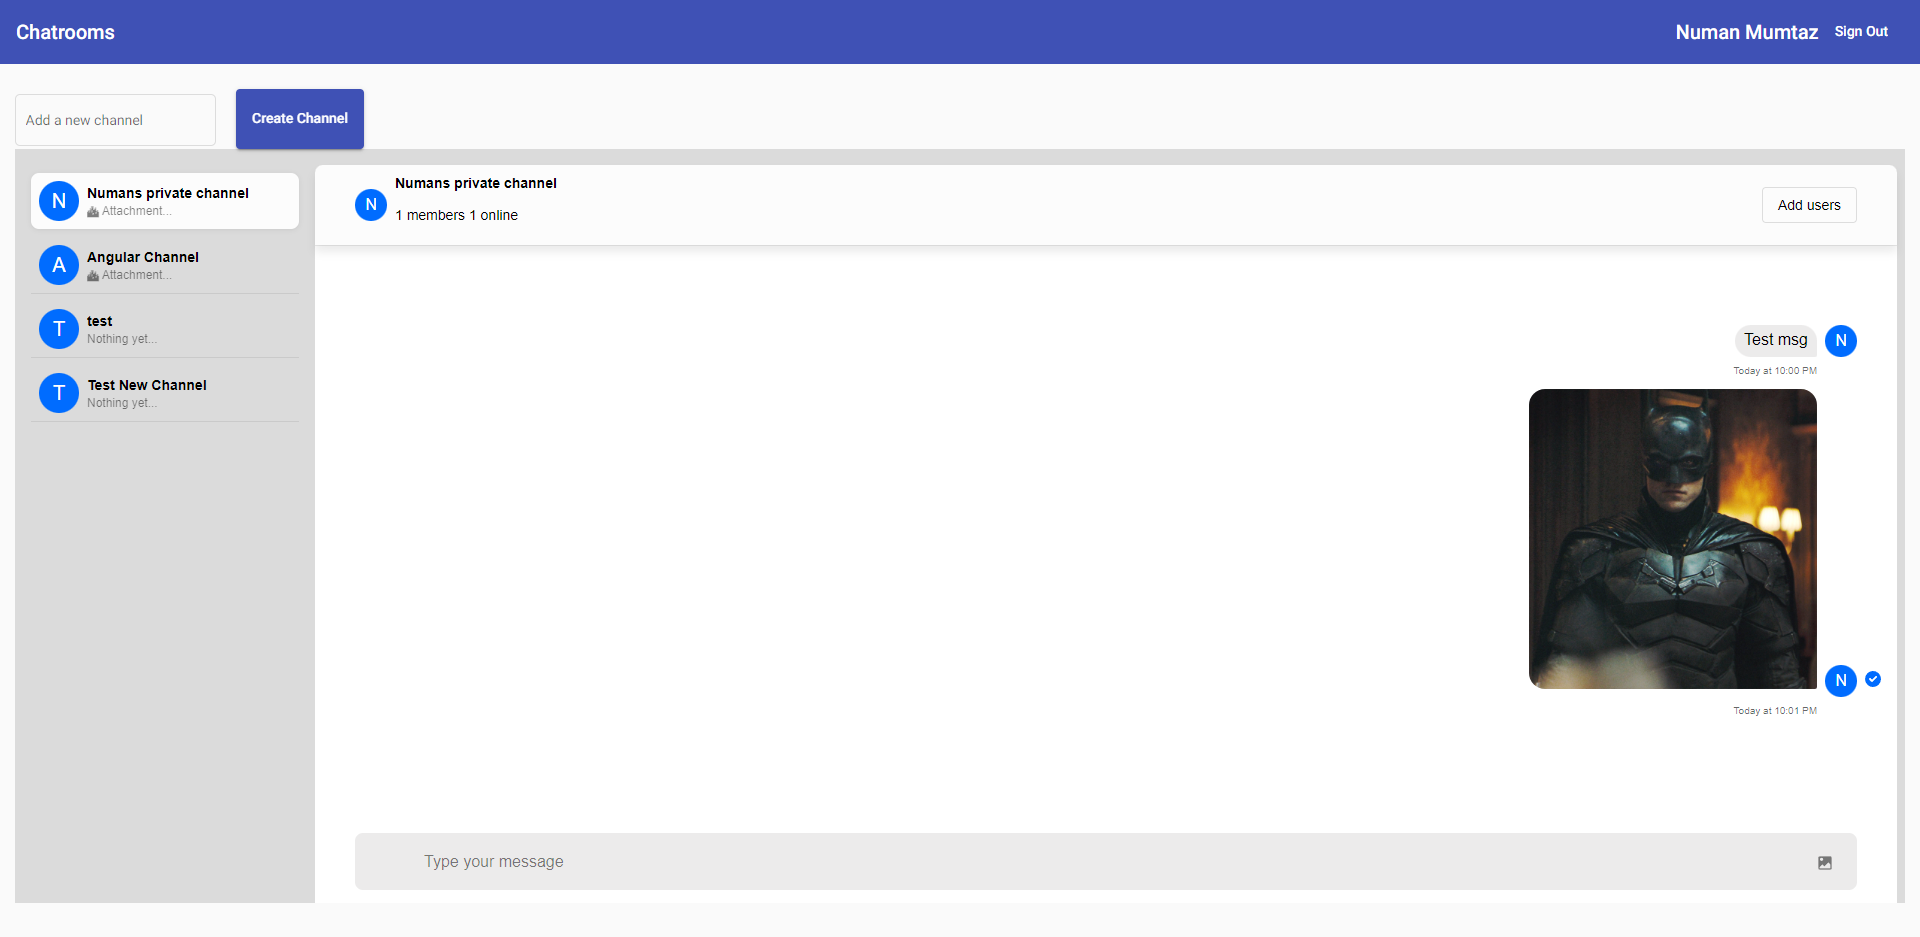 Chatrooms
Numan Mumtaz Sign Out
Add a new channel
Create Channel
N
Numans private channel
Attachment...
A
Angular Channel
Attachment...
T
test
Nothing yet...
T
Test New Channel
Nothing yet...
N
Numans private channel
1 members 1 online
Add users
Test msg
N
Today at 10:00 PM
N
Today at 10:01 PM
Type your message